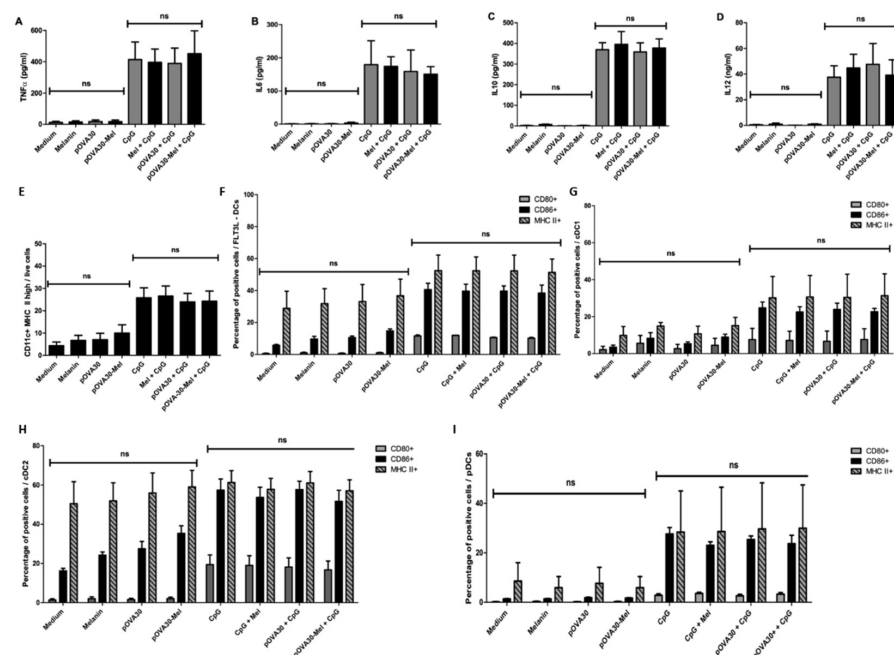 A
ns
TNFα (pg/ml)
600
400
200
0
ns
Medium
Melanin
pOVA30
pOVA30-Mel
CpG
Mel + CpG
pOVA30 + CpG
pOVA30-Mel + CpG
B
ns
IL6 (pg/ml)
300
200
100
0
ns
Medium
Melanin
pOVA30
pOVA30-Mel
CpG
Mel + CpG
pOVA30 + CpG
pOVA30-Mel + CpG
C
ns
IL10 (pg/ml)
500
400
300
200
100
0
ns
Medium
Melanin
pOVA30
pOVA30-Mel
CpG
Mel + CpG
pOVA30 + CpG
pOVA30-Mel + CpG
D
ns
IL12 (ng/ml)
80
60
40
20
0
ns
Medium
Melanin
pOVA30
pOVA30-Mel
CpG
Mel + CpG
pOVA30 + CpG
pOVA30-Mel + CpG
E
CD11c+ MHC II high / live cells
50
40
30
20
10
0
ns
ns
Medium
Melanin
pOVA30
pOVA30-Mel
CpG
Mel + CpG
pOVA30 + CpG
pOVA30-Mel + CpG
F
Percentage of positive cells / FLT3L - DCs
100
80
60
40
20
0
ns
ns
CD80+
CD86+
MHC II+
Medium
Melanin
pOVA30
pOVA30-Mel
CpG
CpG + Mel
pOVA30 + CpG
pOVA30-Mel + CpG
G
Percentage of positive cells / cDC1
80
60
40
20
0
ns
ns
CD80+
CD86+
MHC II+
Medium
Melanin
pOVA30
pOVA30-Mel
CpG
CpG + Mel
pOVA30 + CpG
pOVA30-Mel + CpG
H
Percentage of positive cells / cDC2
80
60
40
20
0
ns
ns
CD80+
CD86+
MHC II+
Medium
Melanin
pOVA30
pOVA30-Mel
CpG
CpG + Mel
pOVA30 + CpG
pOVA30-Mel + CpG
I
Percentage of positive cells / pDCs
80
60
40
20
0
ns
ns
CD80+
CD86+
MHC II+
Medium
Melanin
pOVA30
pOVA30-Mel
CpG
CpG + Mel
pOVA30 + CpG
pOVA30+ + CpG